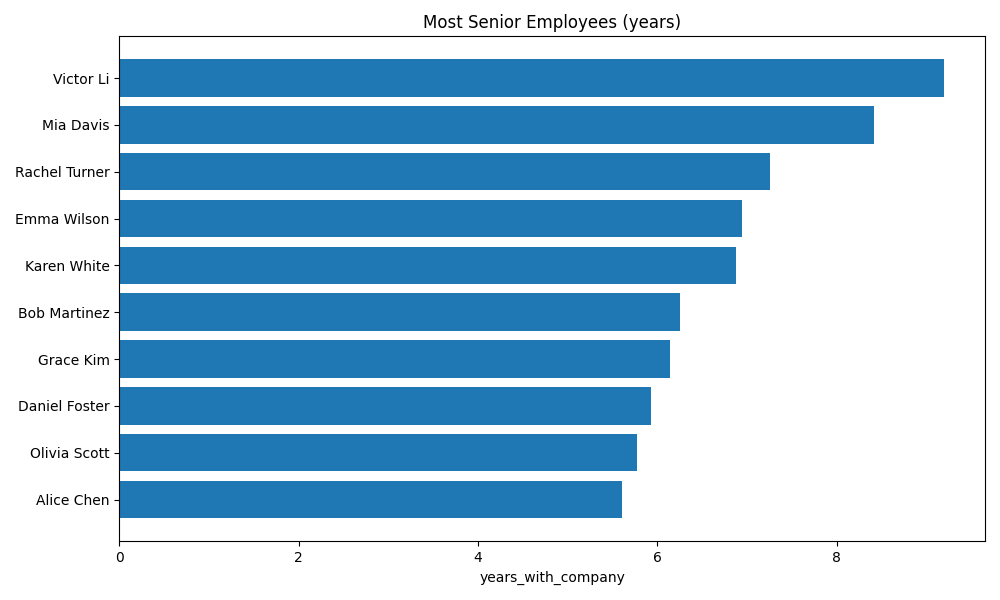 Most Senior Employees (years)
Victor Li
Mia Davis
Rachel Turner
Emma Wilson
Karen White
Bob Martinez
Grace Kim
Daniel Foster
Olivia Scott
Alice Chen
0 2 4 6 8
years_with_company